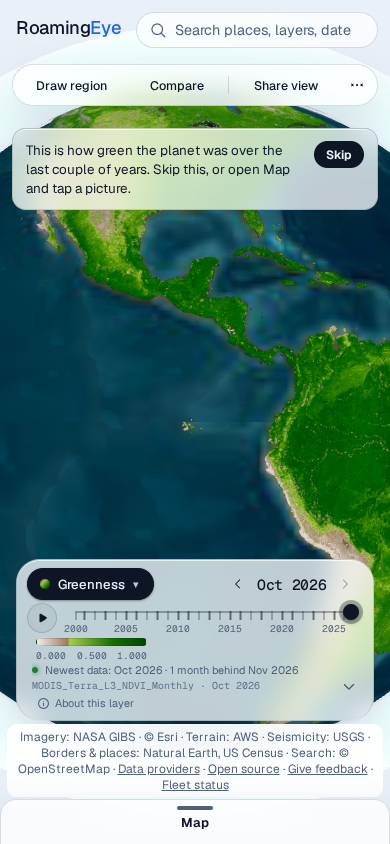 RoamingEye
Search places, layers, date
Draw region
Compare
Share view
...
This is how green the planet was over the
last couple of years. Skip this, or open Map
and tap a picture.
Skip
Greenness
Oct 2026
2000 2005 2010 2015 2020 2025
0.000 0.500 1.000
Newest data: Oct 2026 · 1 month behind Nov 2026
MODIS_Terra_L3_NDVI_Monthly · Oct 2026
About this layer
Imagery: NASA GIBS · © Esri · Terrain: AWS · Seismicity: USGS ·
Borders & places: Natural Earth, US Census · Search: ©
OpenStreetMap · Data providers · Open source · Give feedback ·
Fleet status
Map